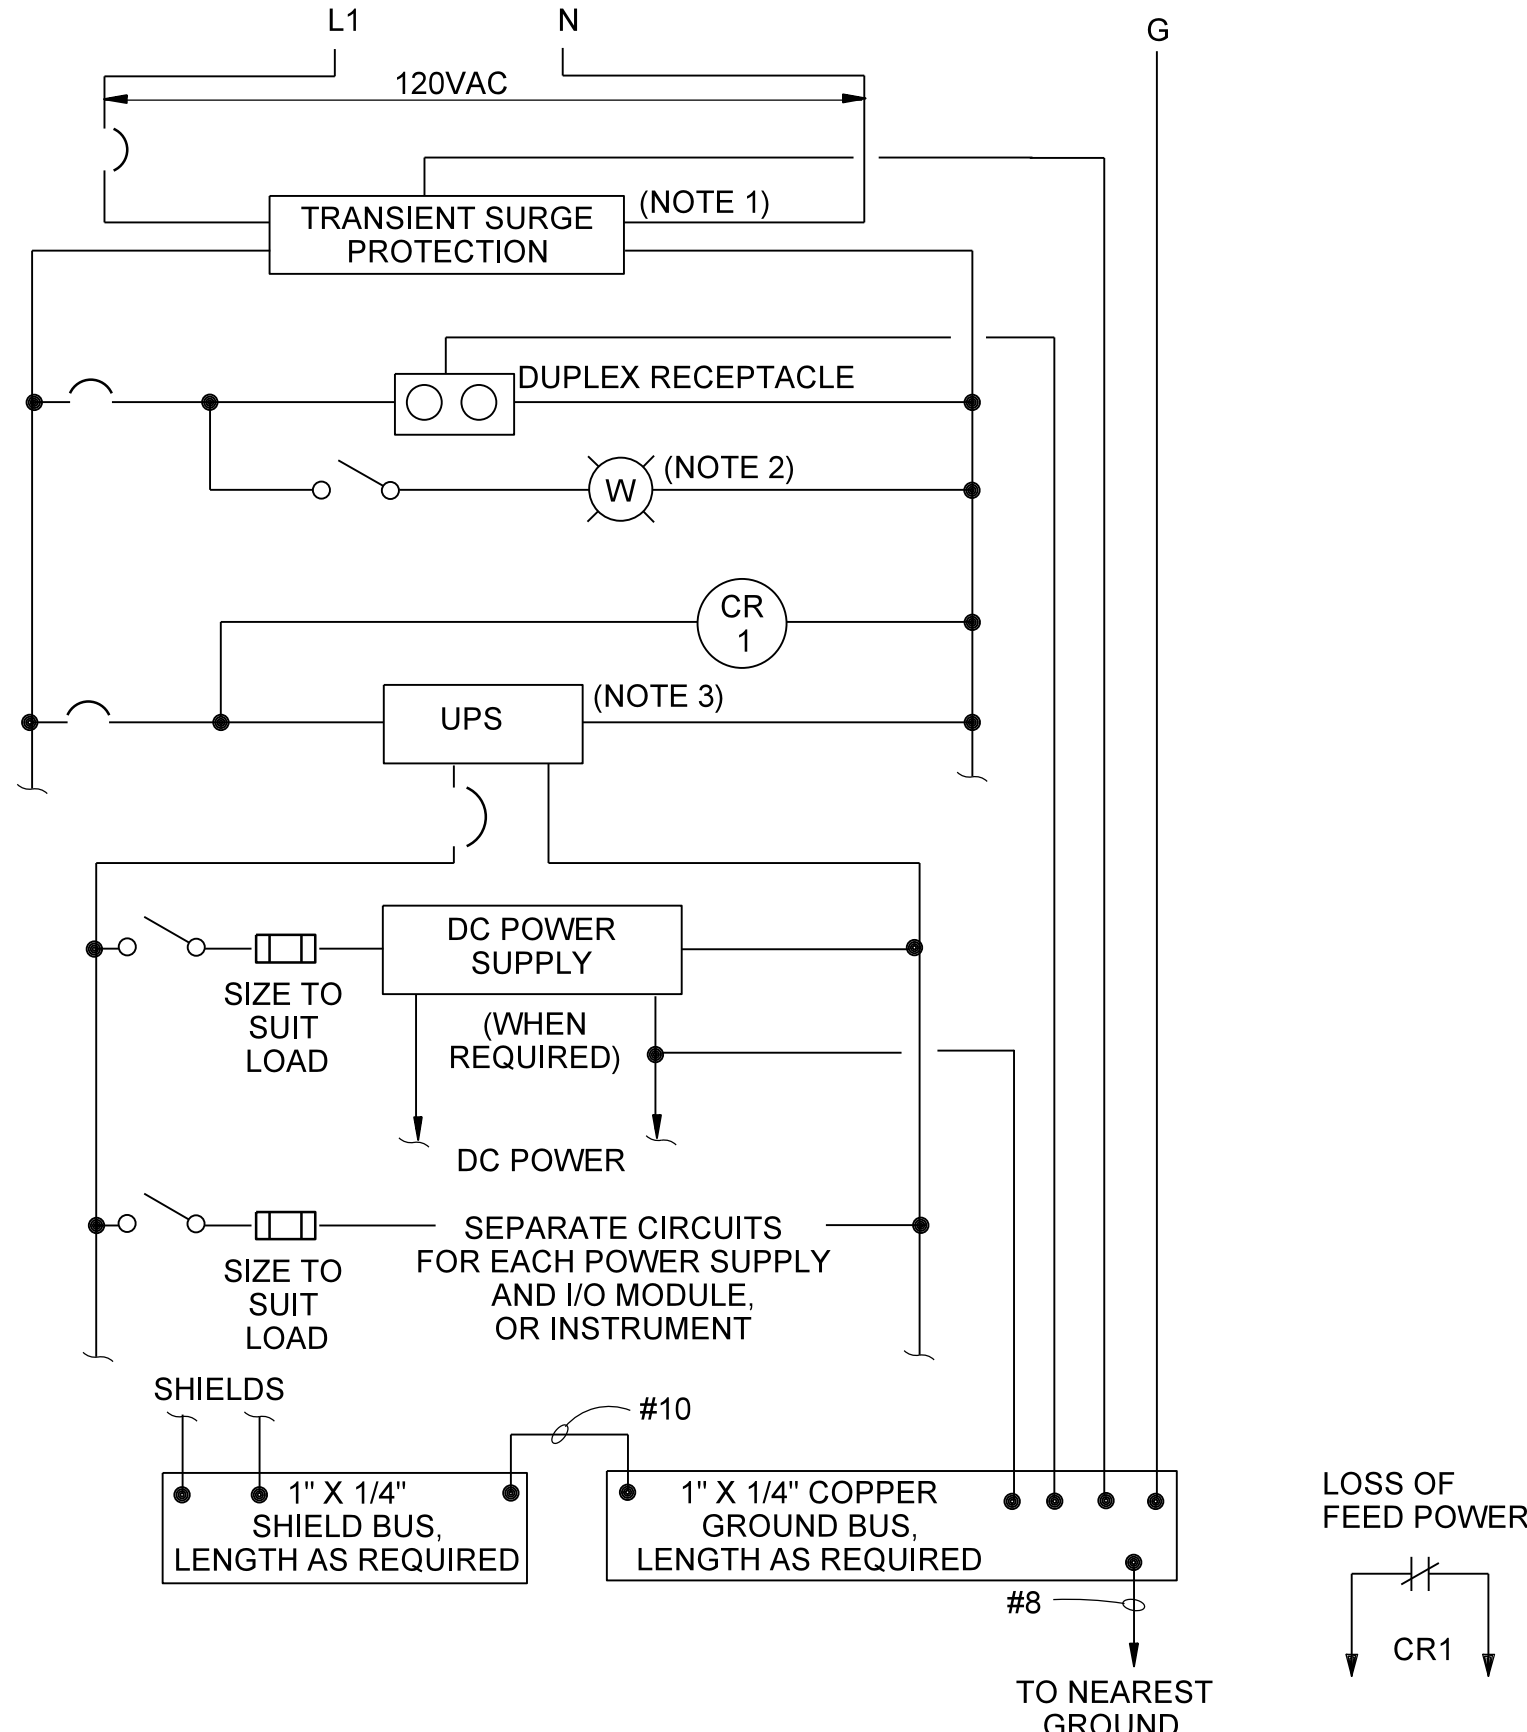 L1
N
G
120VAC
(NOTE 1)
TRANSIENT SURGE
PROTECTION
DUPLEX RECEPTACLE
(NOTE 2)
W
CR
1
(NOTE 3)
UPS
DC POWER
SUPPLY
SIZE TO
SUIT
LOAD
(WHEN
REQUIRED)
DC POWER
SEPARATE CIRCUITS
FOR EACH POWER SUPPLY
AND I/O MODULE,
OR INSTRUMENT
SIZE TO
SUIT
LOAD
SHIELDS
#10
1" X 1/4"
SHIELD BUS,
LENGTH AS REQUIRED
1" X 1/4" COPPER
GROUND BUS,
LENGTH AS REQUIRED
LOSS OF
FEED POWER
#8
CR1
TO NEAREST
GROUND